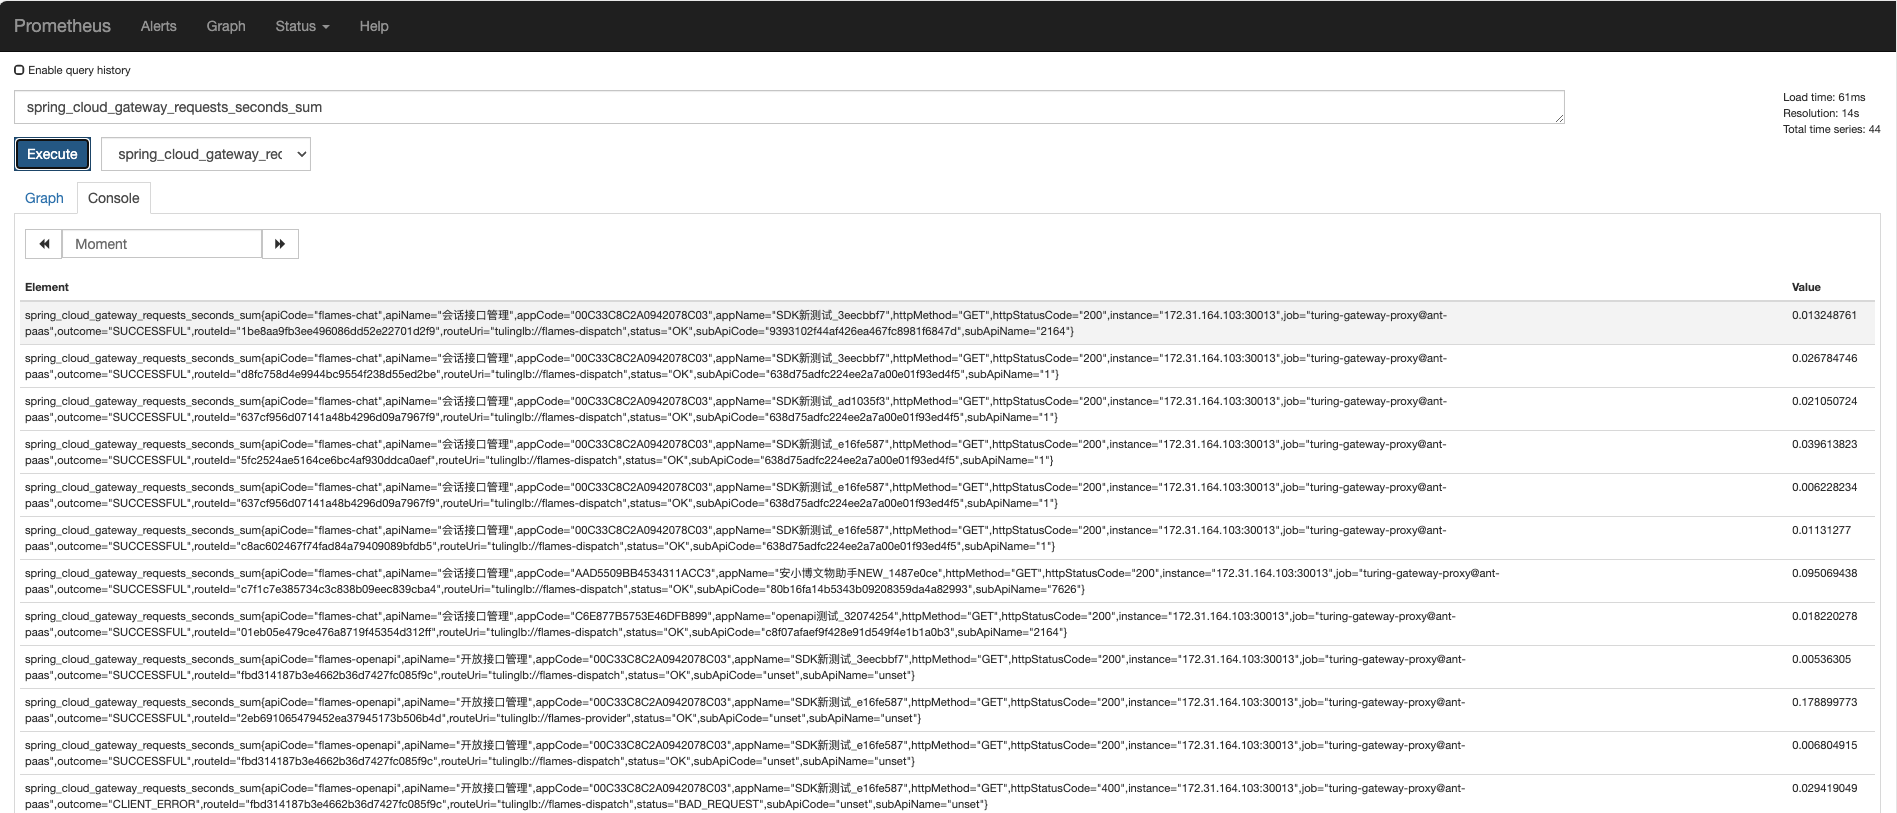 Prometheus Alerts Graph Status Help
Enable query history
spring_cloud_gateway_requests_seconds_sum
Load time: 61ms
Resolution: 14s
Total time series: 44
Execute spring_cloud_gateway_rec
Graph Console
Moment
Element Value
spring_cloud_gateway_requests_seconds_sum{apiCode="flames-chat",apiName="会话接口管理",appCode="00C33C8C2A0942078C03",appName="SDK新测试_3eecbbf7",httpMethod="GET",httpStatusCode="200",instance="172.31.164.103:30013",job="turing-gateway-proxy@ant- 0.013248761
paas",outcome="SUCCESSFUL",routeId="1be8aa9fb3ee496086dd52e22701d2f9",routeUri="tulinglb://flames-dispatch",status="OK",subApiCode="9393102f44af426ea467fc8981f6847d",subApiName="2164"}
spring_cloud_gateway_requests_seconds_sum{apiCode="flames-chat",apiName="会话接口管理",appCode="00C33C8C2A0942078C03",appName="SDK新测试_3eecbbf7",httpMethod="GET",httpStatusCode="200",instance="172.31.164.103:30013",job="turing-gateway-proxy@ant- 0.026784746
paas",outcome="SUCCESSFUL",routeId="d8fc758d4e9944bc9554f238d55ed2be",routeUri="tulinglb://flames-dispatch",status="OK",subApiCode="638d75adfc224ee2a7a00e01f93ed4f5",subApiName="1"}
spring_cloud_gateway_requests_seconds_sum{apiCode="flames-chat",apiName="会话接口管理",appCode="00C33C8C2A0942078C03",appName="SDK新测试_ad1035f3",httpMethod="GET",httpStatusCode="200",instance="172.31.164.103:30013",job="turing-gateway-proxy@ant- 0.021050724
paas",outcome="SUCCESSFUL",routeId="637cf956d07141a48b4296d09a7967f9",routeUri="tulinglb://flames-dispatch",status="OK",subApiCode="638d75adfc224ee2a7a00e01f93ed4f5",subApiName="1"}
spring_cloud_gateway_requests_seconds_sum{apiCode="flames-chat",apiName="会话接口管理",appCode="00C33C8C2A0942078C03",appName="SDK新测试_e16fe587",httpMethod="GET",httpStatusCode="200",instance="172.31.164.103:30013",job="turing-gateway-proxy@ant- 0.039613823
paas",outcome="SUCCESSFUL",routeId="5fc2524ae5164ce6bc4af930ddca0aef",routeUri="tulinglb://flames-dispatch",status="OK",subApiCode="638d75adfc224ee2a7a00e01f93ed4f5",subApiName="1"}
spring_cloud_gateway_requests_seconds_sum{apiCode="flames-chat",apiName="会话接口管理",appCode="00C33C8C2A0942078C03",appName="SDK新测试_e16fe587",httpMethod="GET",httpStatusCode="200",instance="172.31.164.103:30013",job="turing-gateway-proxy@ant- 0.006228234
paas",outcome="SUCCESSFUL",routeId="637cf956d07141a48b4296d09a7967f9",routeUri="tulinglb://flames-dispatch",status="OK",subApiCode="638d75adfc224ee2a7a00e01f93ed4f5",subApiName="1"}
spring_cloud_gateway_requests_seconds_sum{apiCode="flames-chat",apiName="会话接口管理",appCode="00C33C8C2A0942078C03",appName="SDK新测试_e16fe587",httpMethod="GET",httpStatusCode="200",instance="172.31.164.103:30013",job="turing-gateway-proxy@ant- 0.01131277
paas",outcome="SUCCESSFUL",routeId="c8ac602467f74fad84a79409089bfdb5",routeUri="tulinglb://flames-dispatch",status="OK",subApiCode="638d75adfc224ee2a7a00e01f93ed4f5",subApiName="1"}
spring_cloud_gateway_requests_seconds_sum{apiCode="flames-chat",apiName="会话接口管理",appCode="AAD5509BB4534311ACC3",appName="安小博文物助手NEW_1487e0ce",httpMethod="GET",httpStatusCode="200",instance="172.31.164.103:30013",job="turing-gateway-proxy@ant- 0.095069438
paas",outcome="SUCCESSFUL",routeId="c7f1c7e385734c3c838b09eec839cba4",routeUri="tulinglb://flames-dispatch",status="OK",subApiCode="80b16fa14b5343b09208359da4a82993",subApiName="7626"}
spring_cloud_gateway_requests_seconds_sum{apiCode="flames-chat",apiName="会话接口管理",appCode="C6E877B5753E46DFB899",appName="openapi测试_32074254",httpMethod="GET",httpStatusCode="200",instance="172.31.164.103:30013",job="turing-gateway-proxy@ant- 0.018220278
paas",outcome="SUCCESSFUL",routeId="01eb05e479ce476a8719f45354d312ff",routeUri="tulinglb://flames-dispatch",status="OK",subApiCode="c8f07afaef9f428e91d549f4e1b1a0b3",subApiName="2164"}
spring_cloud_gateway_requests_seconds_sum{apiCode="flames-openapi",apiName="开放接口管理",appCode="00C33C8C2A0942078C03",appName="SDK新测试_3eecbbf7",httpMethod="GET",httpStatusCode="200",instance="172.31.164.103:30013",job="turing-gateway-proxy@ant- 0.00536305
paas",outcome="SUCCESSFUL",routeId="fbd314187b3e4662b36d7427fc085f9c",routeUri="tulinglb://flames-dispatch",status="OK",subApiCode="unset",subApiName="unset"}
spring_cloud_gateway_requests_seconds_sum{apiCode="flames-openapi",apiName="开放接口管理",appCode="00C33C8C2A0942078C03",appName="SDK新测试_e16fe587",httpMethod="GET",httpStatusCode="200",instance="172.31.164.103:30013",job="turing-gateway-proxy@ant- 0.178899773
paas",outcome="SUCCESSFUL",routeId="2eb691065479452ea37945173b506b4d",routeUri="tulinglb://flames-provider",status="OK",subApiCode="unset",subApiName="unset"}
spring_cloud_gateway_requests_seconds_sum{apiCode="flames-openapi",apiName="开放接口管理",appCode="00C33C8C2A0942078C03",appName="SDK新测试_e16fe587",httpMethod="GET",httpStatusCode="200",instance="172.31.164.103:30013",job="turing-gateway-proxy@ant- 0.006804915
paas",outcome="SUCCESSFUL",routeId="fbd314187b3e4662b36d7427fc085f9c",routeUri="tulinglb://flames-dispatch",status="OK",subApiCode="unset",subApiName="unset"}
spring_cloud_gateway_requests_seconds_sum{apiCode="flames-openapi",apiName="开放接口管理",appCode="00C33C8C2A0942078C03",appName="SDK新测试_e16fe587",httpMethod="GET",httpStatusCode="400",instance="172.31.164.103:30013",job="turing-gateway-proxy@ant- 0.029419049
paas",outcome="CLIENT_ERROR",routeId="fbd314187b3e4662b36d7427fc085f9c",routeUri="tulinglb://flames-dispatch",status="BAD_REQUEST",subApiCode="unset",subApiName="unset"}